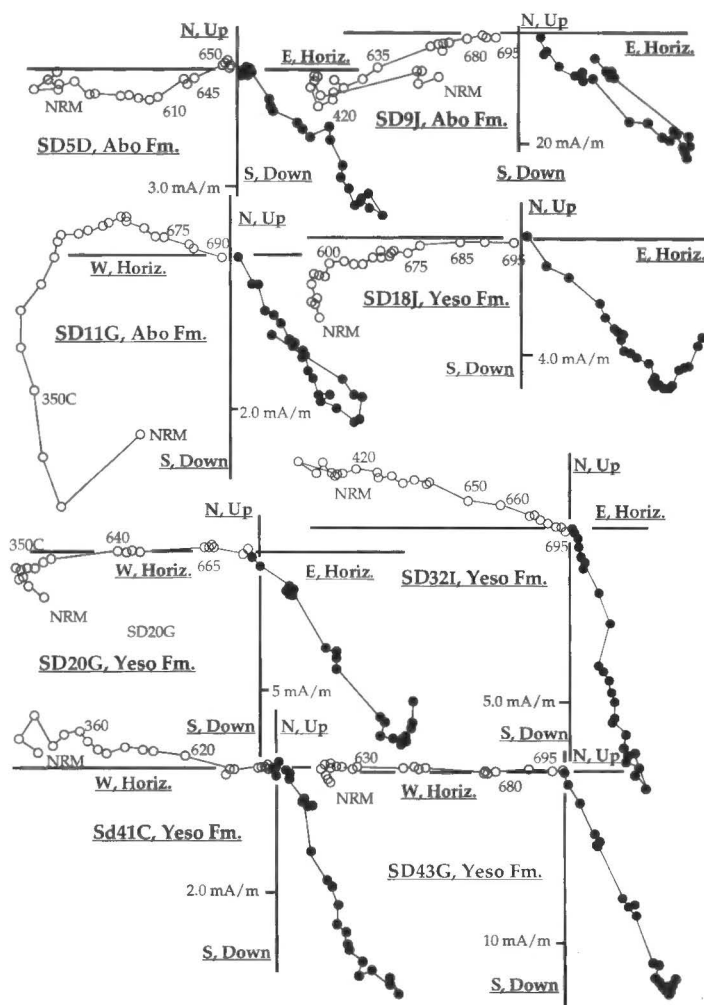 N, Up
650
E, Horiz.
NRM
645
610
SD5D, Abo Fm.
3.0 mA/m
S, Down
N, Up
635
680
695
E, Horiz.
NRM
420
SD9J, Abo Fm.
20 mA/m
S, Down
N, Up
675
690
W, Horiz.
SD11G, Abo Fm.
350C
NRM
2.0 mA/m
S, Down
N, Up
600
675
685
695
E, Horiz.
SD18J, Yeso Fm.
NRM
4.0 mA/m
S, Down
N, Up
350C
640
665
W, Horiz.
E, Horiz.
NRM
SD20G
SD20G, Yeso Fm.
5 mA/m
S, Down
420
N, Up
NRM
650
660
E, Horiz.
695
SD32I, Yeso Fm.
5.0 mA/m
S, Down
N, Up
360
620
NRM
W, Horiz.
Sd41C, Yeso Fm.
2.0 mA/m
S, Down
630
695
N, Up
NRM
W, Horiz.
680
SD43G, Yeso Fm.
10 mA/m
S, Down